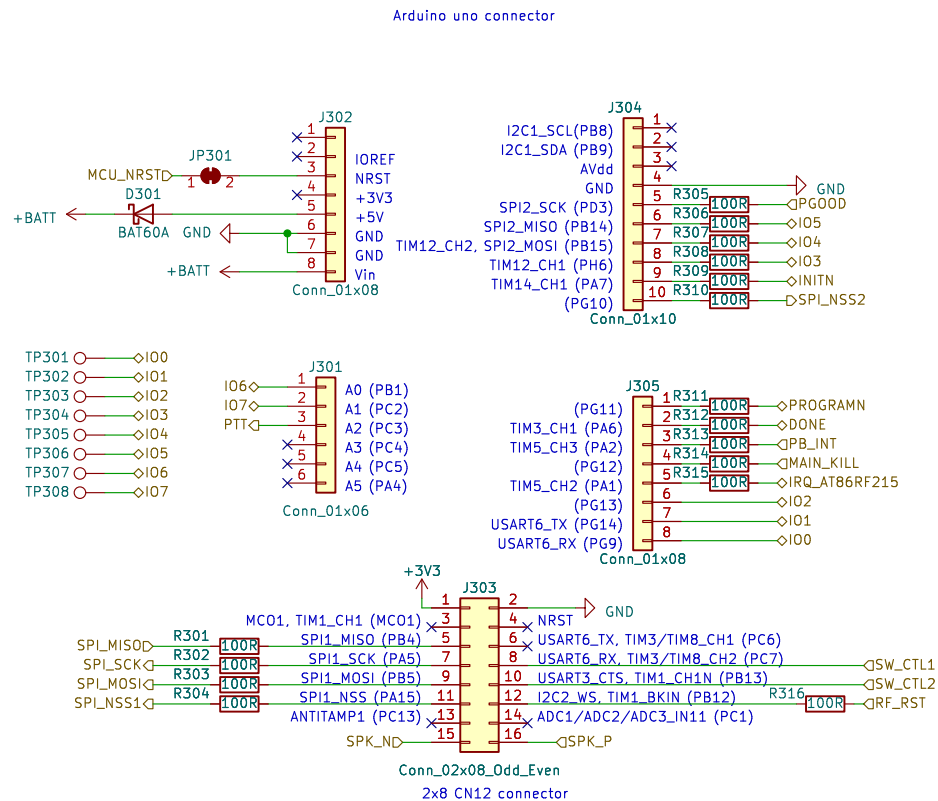 Arduino uno connector
J302
1
2 IOREF
MCU_NRST JP301 1 2 3 NRST
4 +3V3
+BATT D301 BAT60A 5 +5V
GND 6 GND
7 GND
+BATT 8 Vin
Conn_01x08
J304
I2C1_SCL(PB8) 1
I2C1_SDA (PB9) 2
AVdd 3
GND 4 GND
SPI2_SCK (PD3) 5 R305 100R PGOOD
SPI2_MISO (PB14) 6 R306 100R IO5
TIM12_CH2, SPI2_MOSI (PB15) 7 R307 100R IO4
TIM12_CH1 (PH6) 8 R308 100R IO3
TIM14_CH1 (PA7) 9 R309 100R INITN
(PG10) 10 R310 100R SPI_NSS2
Conn_01x10
TP301 IO0
TP302 IO1
TP303 IO2
TP304 IO3
TP305 IO4
TP306 IO5
TP307 IO6
TP308 IO7
J301
IO6 1 A0 (PB1)
IO7 2 A1 (PC2)
PTT 3 A2 (PC3)
4 A3 (PC4)
5 A4 (PC5)
6 A5 (PA4)
Conn_01x06
J305
(PG11) 1 R311 100R PROGRAMN
TIM3_CH1 (PA6) 2 R312 100R DONE
TIM5_CH3 (PA2) 3 R313 100R PB_INT
(PG12) 4 R314 100R MAIN_KILL
TIM5_CH2 (PA1) 5 R315 100R IRQ_AT86RF215
(PG13) 6 IO2
USART6_TX (PG14) 7 IO1
USART6_RX (PG9) 8 IO0
Conn_01x08
+3V3 J303
1 2 GND
MCO1, TIM1_CH1 (MCO1) 3 4 NRST
SPI_MISO R301 100R SPI1_MISO (PB4) 5 6 USART6_TX, TIM3/TIM8_CH1 (PC6)
SPI_SCK R302 100R SPI1_SCK (PA5) 7 8 USART6_RX, TIM3/TIM8_CH2 (PC7) SW_CTL1
SPI_MOSI R303 100R SPI1_MOSI (PB5) 9 10 USART3_CTS, TIM1_CH1N (PB13) SW_CTL2
SPI_NSS1 R304 100R SPI1_NSS (PA15) 11 12 I2C2_WS, TIM1_BKIN (PB12) R316 100R RF_RST
ANTITAMP1 (PC13) 13 14 ADC1/ADC2/ADC3_IN11 (PC1)
SPK_N 15 16 SPK_P
Conn_02x08_Odd_Even
2x8 CN12 connector